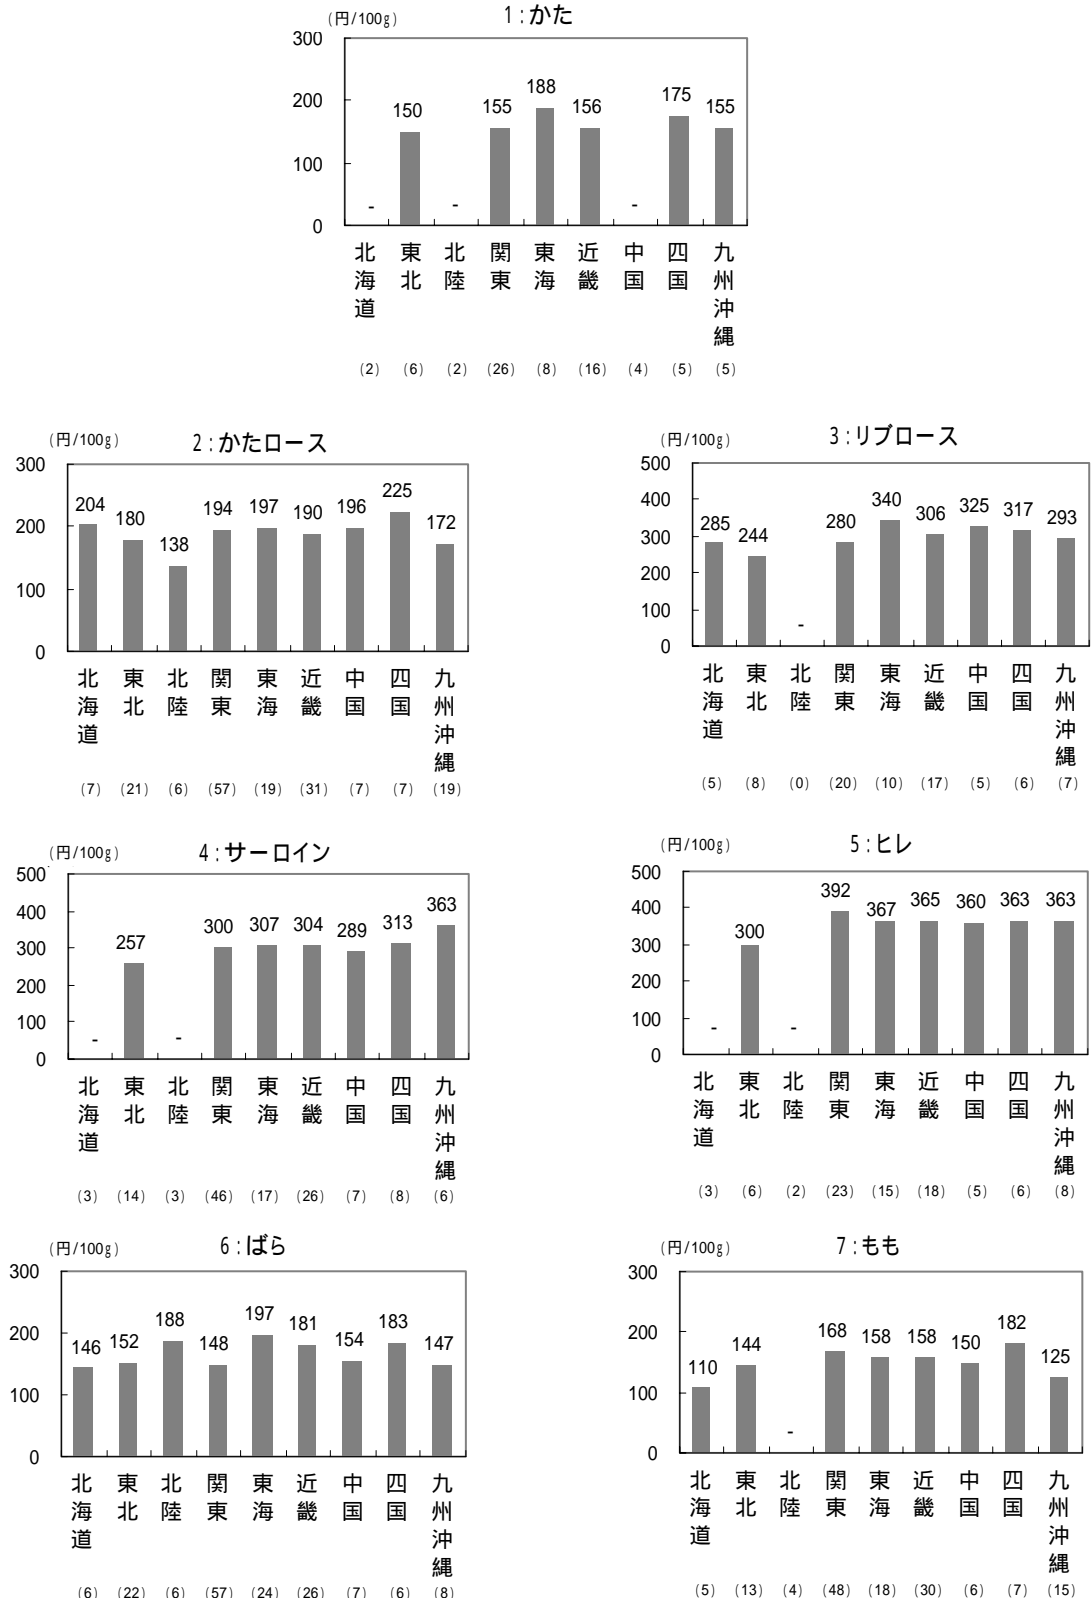 (円/100g) 1:かた
300
200
100
0
150 155 188 156 175 155
- - -
北海道 東北 北陸 関東 東海 近畿 中国 四国 九州沖縄
(2) (6) (2) (26) (8) (16) (4) (5) (5)
(円/100g) 2:かたロース
300
200
100
0
204 180 138 194 197 190 196 225 172
北海道 東北 北陸 関東 東海 近畿 中国 四国 九州沖縄
(7) (21) (6) (57) (19) (31) (7) (7) (19)
(円/100g) 3:リブロース
500
400
300
200
100
0
285 244 - 280 340 306 325 317 293
北海道 東北 北陸 関東 東海 近畿 中国 四国 九州沖縄
(5) (8) (0) (20) (10) (17) (5) (6) (7)
(円/100g) 4:サーロイン
500
400
300
200
100
0
- 257 - 300 307 304 289 313 363
北海道 東北 北陸 関東 東海 近畿 中国 四国 九州沖縄
(3) (14) (3) (46) (17) (26) (7) (8) (6)
(円/100g) 5:ヒレ
500
400
300
200
100
0
- 300 - 392 367 365 360 363 363
北海道 東北 北陸 関東 東海 近畿 中国 四国 九州沖縄
(3) (6) (2) (23) (15) (18) (5) (6) (8)
(円/100g) 6:ばら
300
200
100
0
146 152 188 148 197 181 154 183 147
北海道 東北 北陸 関東 東海 近畿 中国 四国 九州沖縄
(6) (22) (6) (57) (24) (26) (7) (6) (8)
(円/100g) 7:もも
300
200
100
0
110 144 - 168 158 158 150 182 125
北海道 東北 北陸 関東 東海 近畿 中国 四国 九州沖縄
(5) (13) (4) (48) (18) (30) (6) (7) (15)